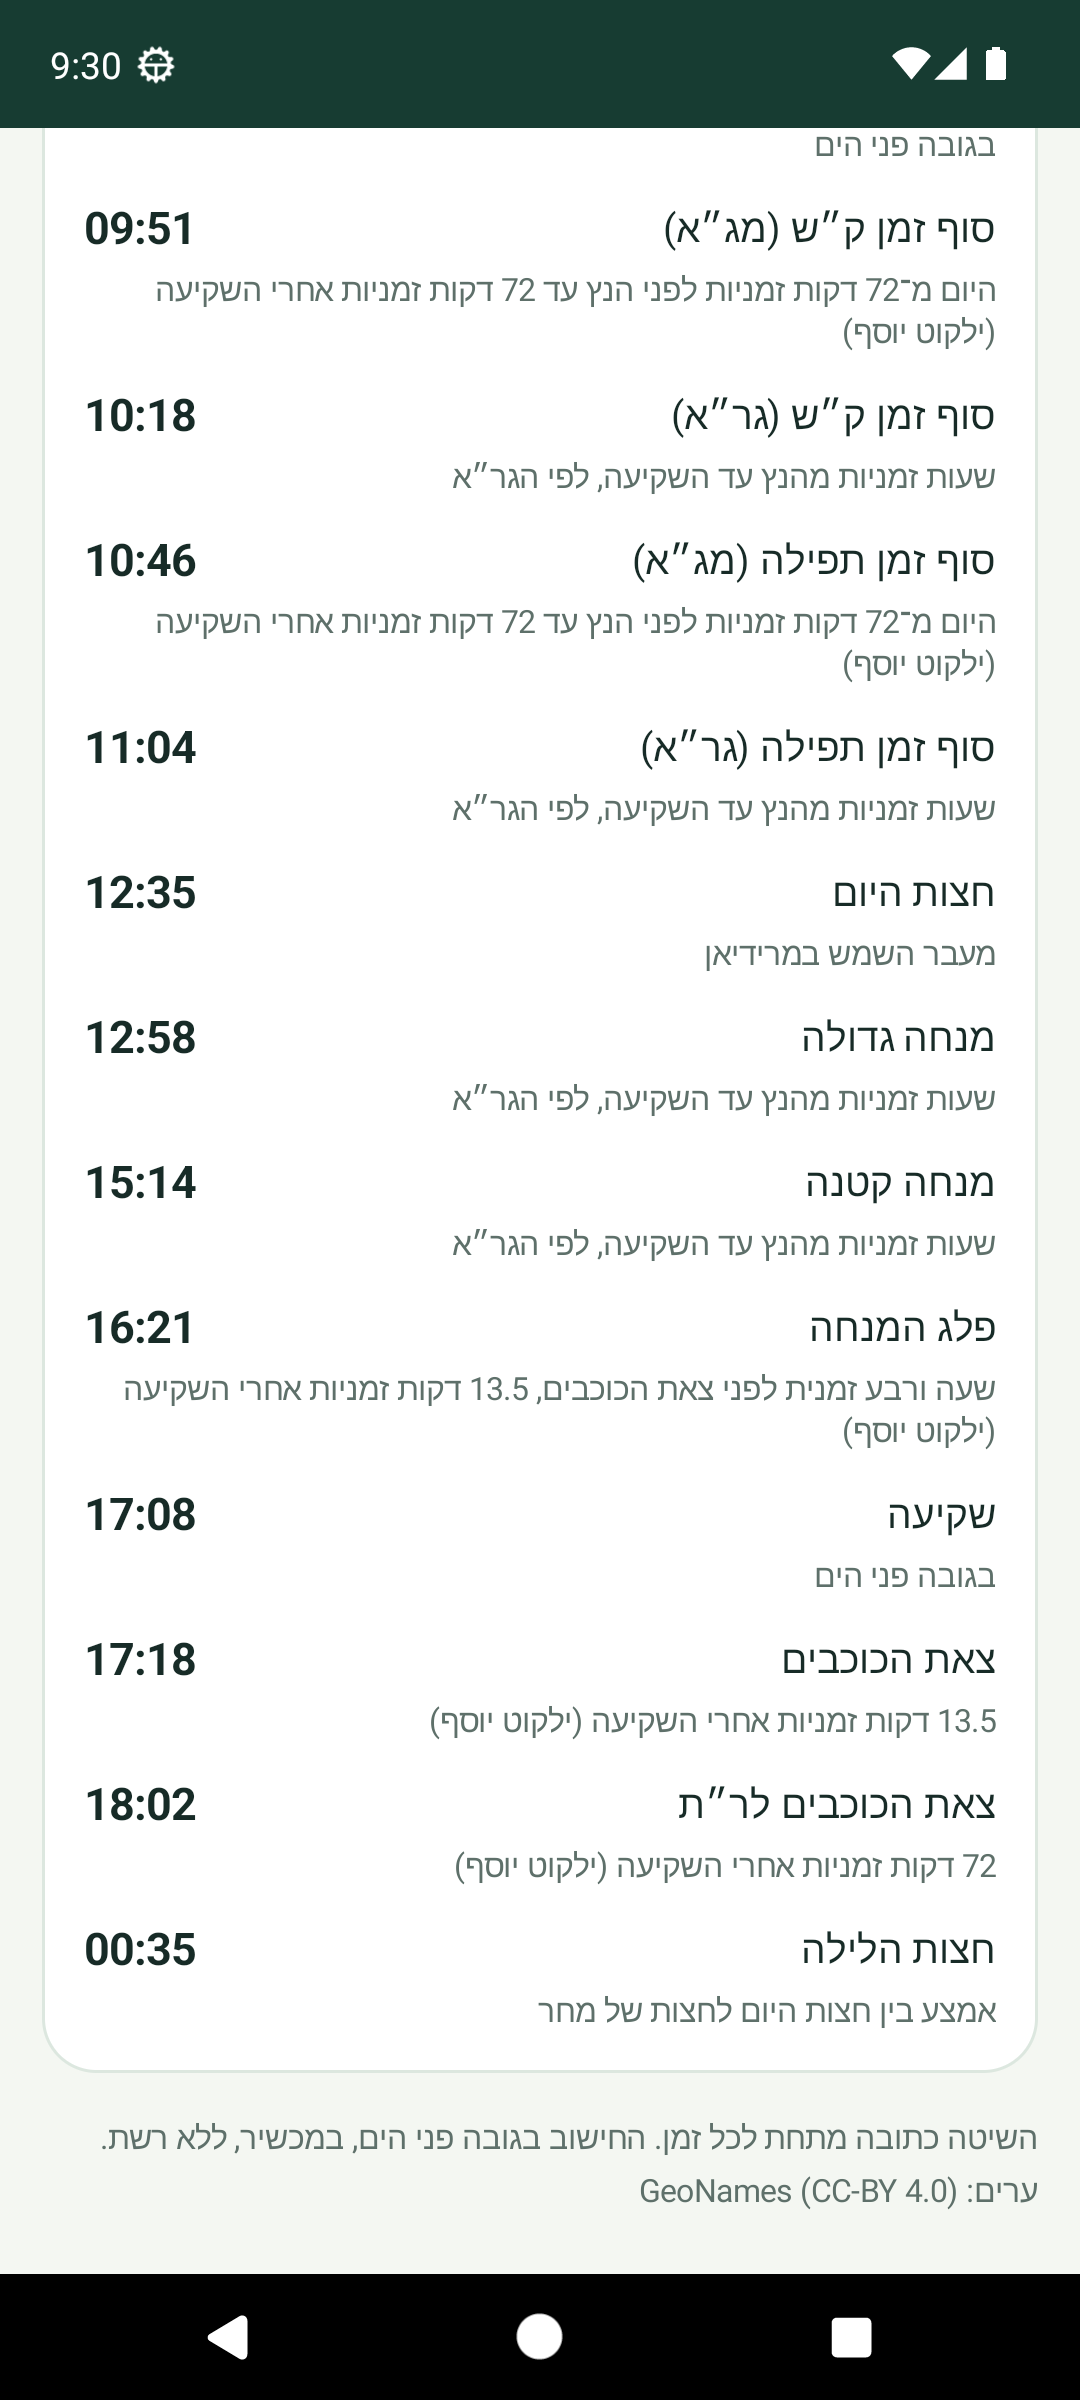 9:30
בגובה פני הים
סוף זמן ק״ש (מג״א) 09:51
היום מ־72 דקות זמניות לפני הנץ עד 72 דקות זמניות אחרי השקיעה
(ילקוט יוסף)
סוף זמן ק״ש (גר״א) 10:18
שעות זמניות מהנץ עד השקיעה, לפי הגר״א
סוף זמן תפילה (מג״א) 10:46
היום מ־72 דקות זמניות לפני הנץ עד 72 דקות זמניות אחרי השקיעה
(ילקוט יוסף)
סוף זמן תפילה (גר״א) 11:04
שעות זמניות מהנץ עד השקיעה, לפי הגר״א
חצות היום 12:35
מעבר השמש במרידיאן
מנחה גדולה 12:58
שעות זמניות מהנץ עד השקיעה, לפי הגר״א
מנחה קטנה 15:14
שעות זמניות מהנץ עד השקיעה, לפי הגר״א
פלג המנחה 16:21
שעה ורבע זמנית לפני צאת הכוכבים, 13.5 דקות זמניות אחרי השקיעה
(ילקוט יוסף)
שקיעה 17:08
בגובה פני הים
צאת הכוכבים 17:18
13.5 דקות זמניות אחרי השקיעה (ילקוט יוסף)
צאת הכוכבים לר״ת 18:02
72 דקות זמניות אחרי השקיעה (ילקוט יוסף)
חצות הלילה 00:35
אמצע בין חצות היום לחצות של מחר
השיטה כתובה מתחת לכל זמן. החישוב בגובה פני הים, במכשיר, ללא רשת.
ערים: GeoNames (CC-BY 4.0)